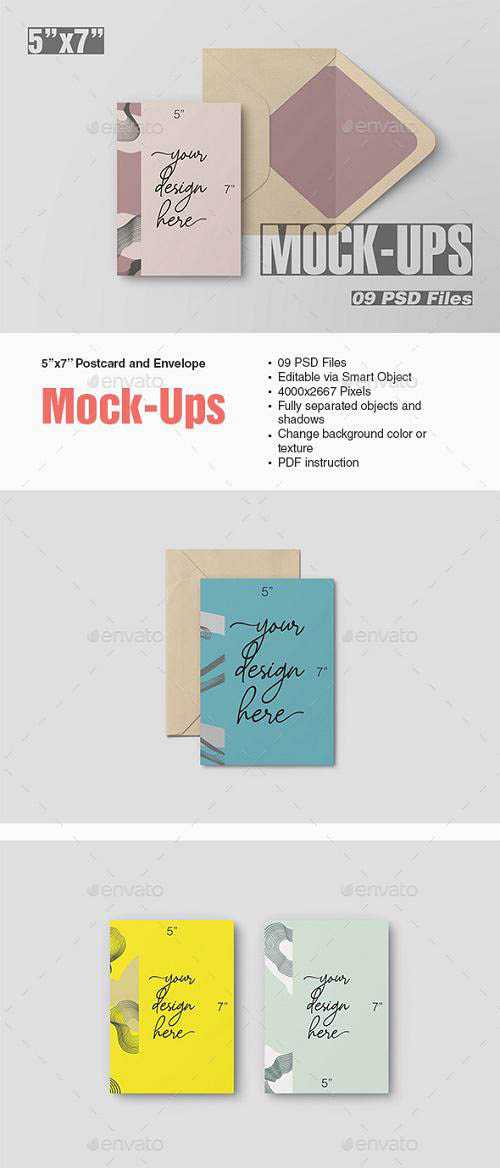 5”x7”
5”
your
design
here
7”
MOCK-UPS
09 PSD Files
5”x7” Postcard and Envelope
Mock-Ups
• 09 PSD Files
• Editable via Smart Object
• 4000x2667 Pixels
• Fully separated objects and
shadows
• Change background color or
texture
• PDF instruction
5”
your
design
here
7”
5”
your
design
here
7”
your
design
here
7”
5”
envato
envato
envato
envato
envato
envato
envato
envato
envato
envato